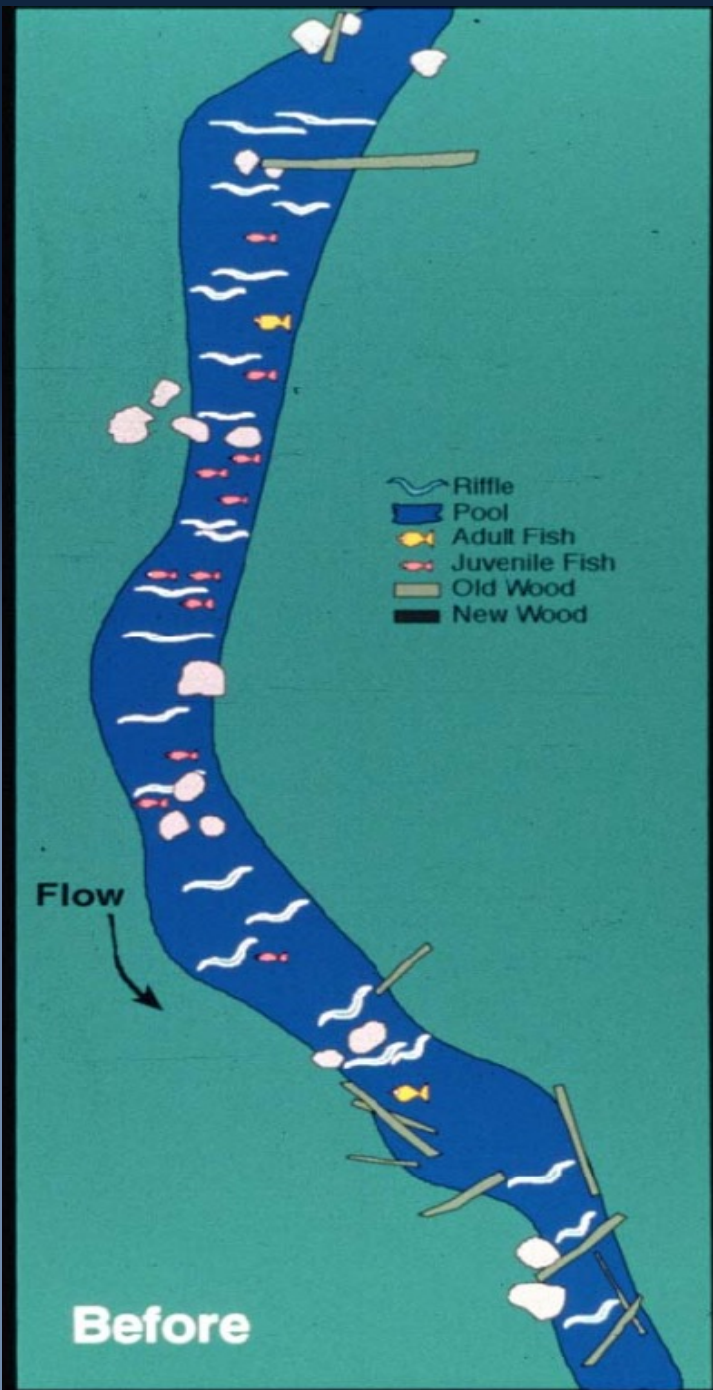 Riffle
Pool
Adult Fish
Juvenile Fish
Old Wood
New Wood
Flow
Before